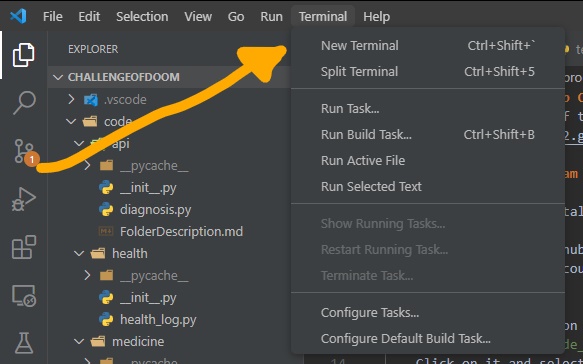 File Edit Selection View Go Run Terminal Help
EXPLORER
CHALLENGEOFDOOM
.vscode
code
api
__pycache__
__init__.py
diagnosis.py
FolderDescription.md
health
__pycache__
__init__.py
health_log.py
medicine
__pycache__
1
New Terminal Ctrl+Shift+`
Split Terminal Ctrl+Shift+5
Run Task...
Run Build Task... Ctrl+Shift+B
Run Active File
Run Selected Text
Show Running Tasks...
Restart Running Task...
Terminate Task...
Configure Tasks...
Configure Default Build Task...
14 Click on it and selec